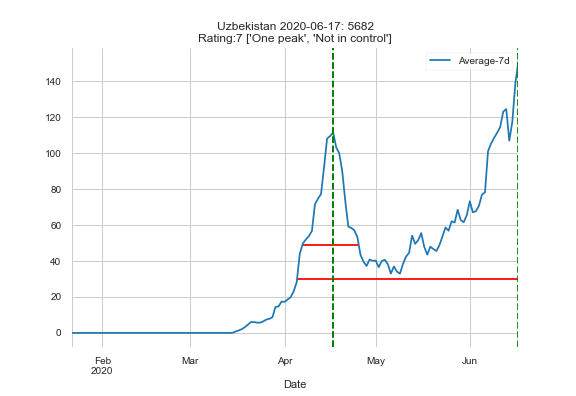 Uzbekistan 2020-06-17: 5682
Rating:7 ['One peak', 'Not in control']
Average-7d
140
120
100
80
60
40
20
0
Feb
2020
Mar
Apr
May
Jun
Date